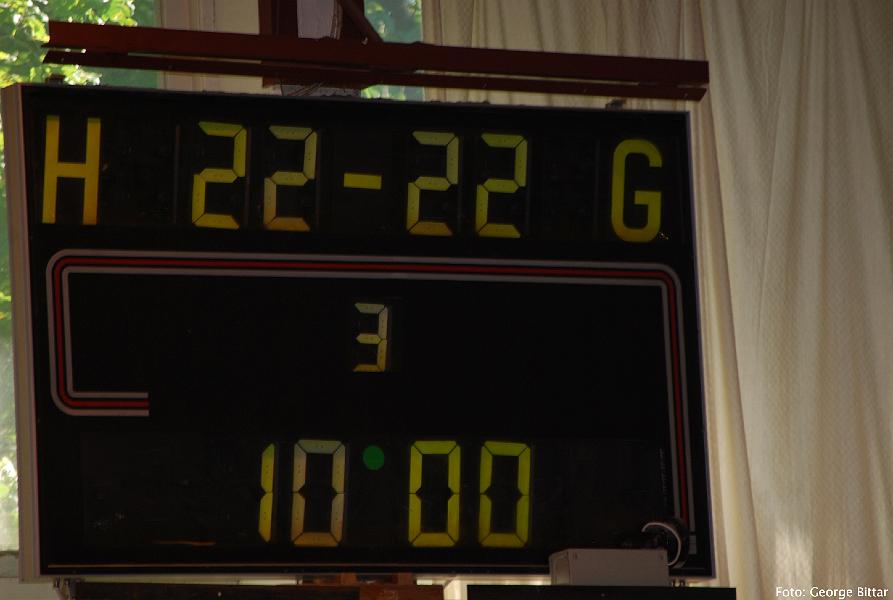 H 22-22 G
3
10:00
Foto: George Bittar